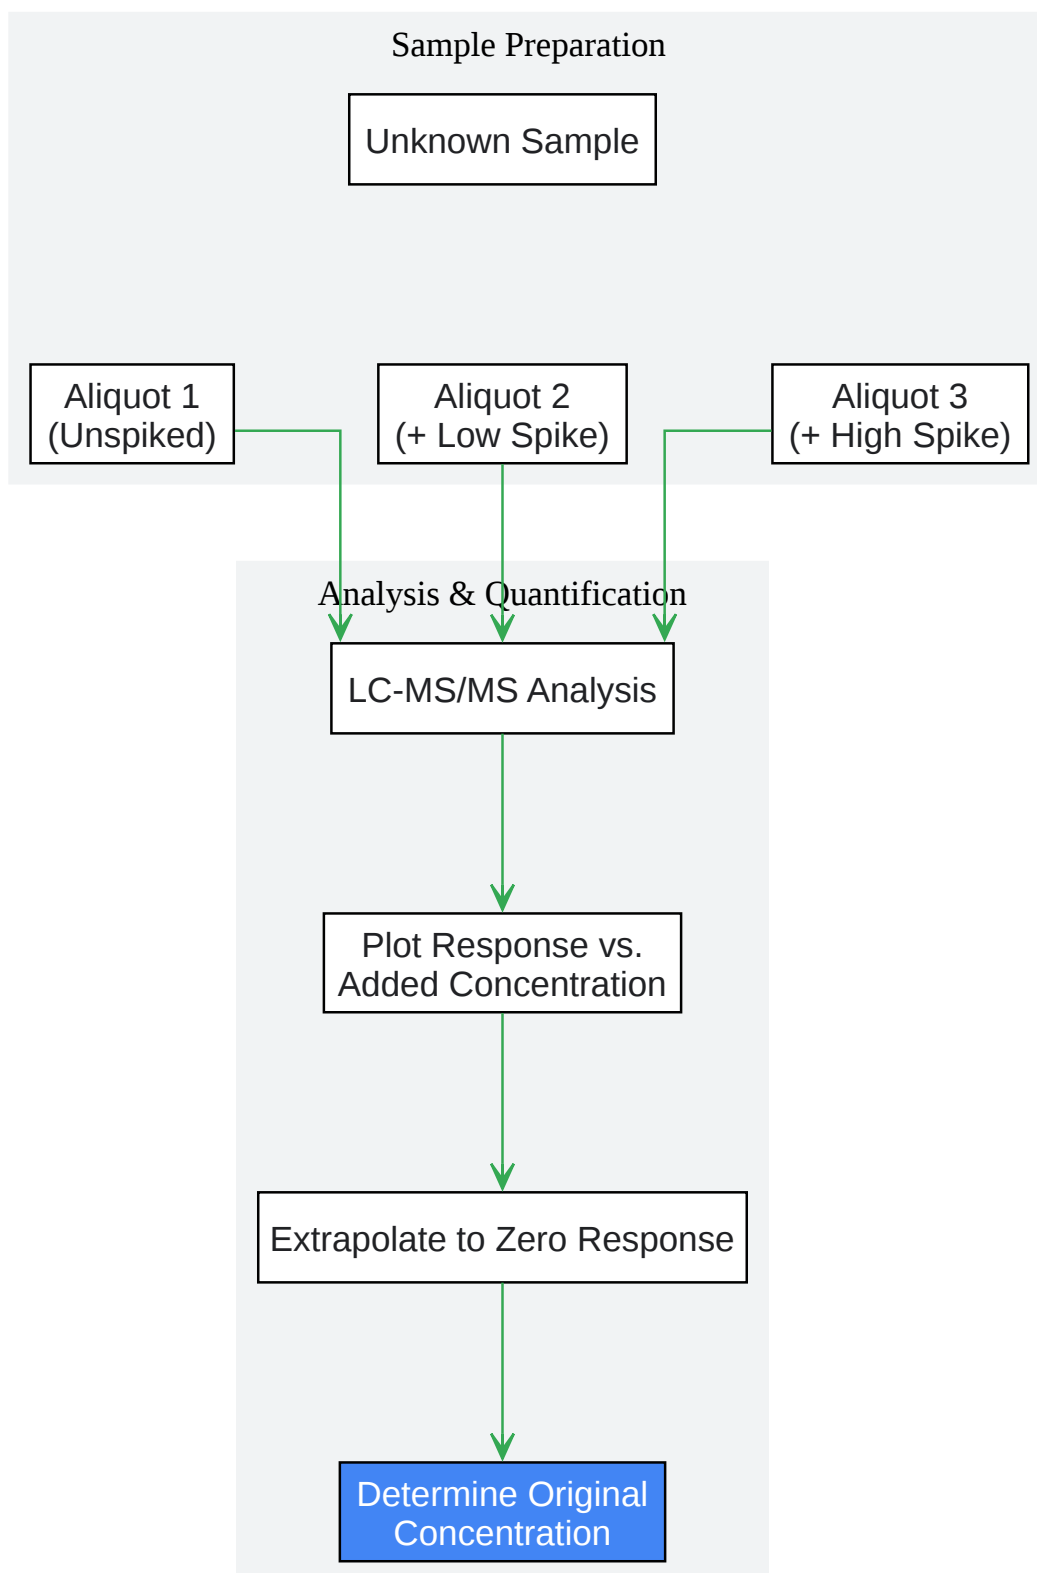 Sample Preparation
Unknown Sample
Aliquot 1
(Unspiked)
Aliquot 2
(+ Low Spike)
Aliquot 3
(+ High Spike)
Analysis & Quantification
LC-MS/MS Analysis
Plot Response vs.
Added Concentration
Extrapolate to Zero Response
Determine Original
Concentration